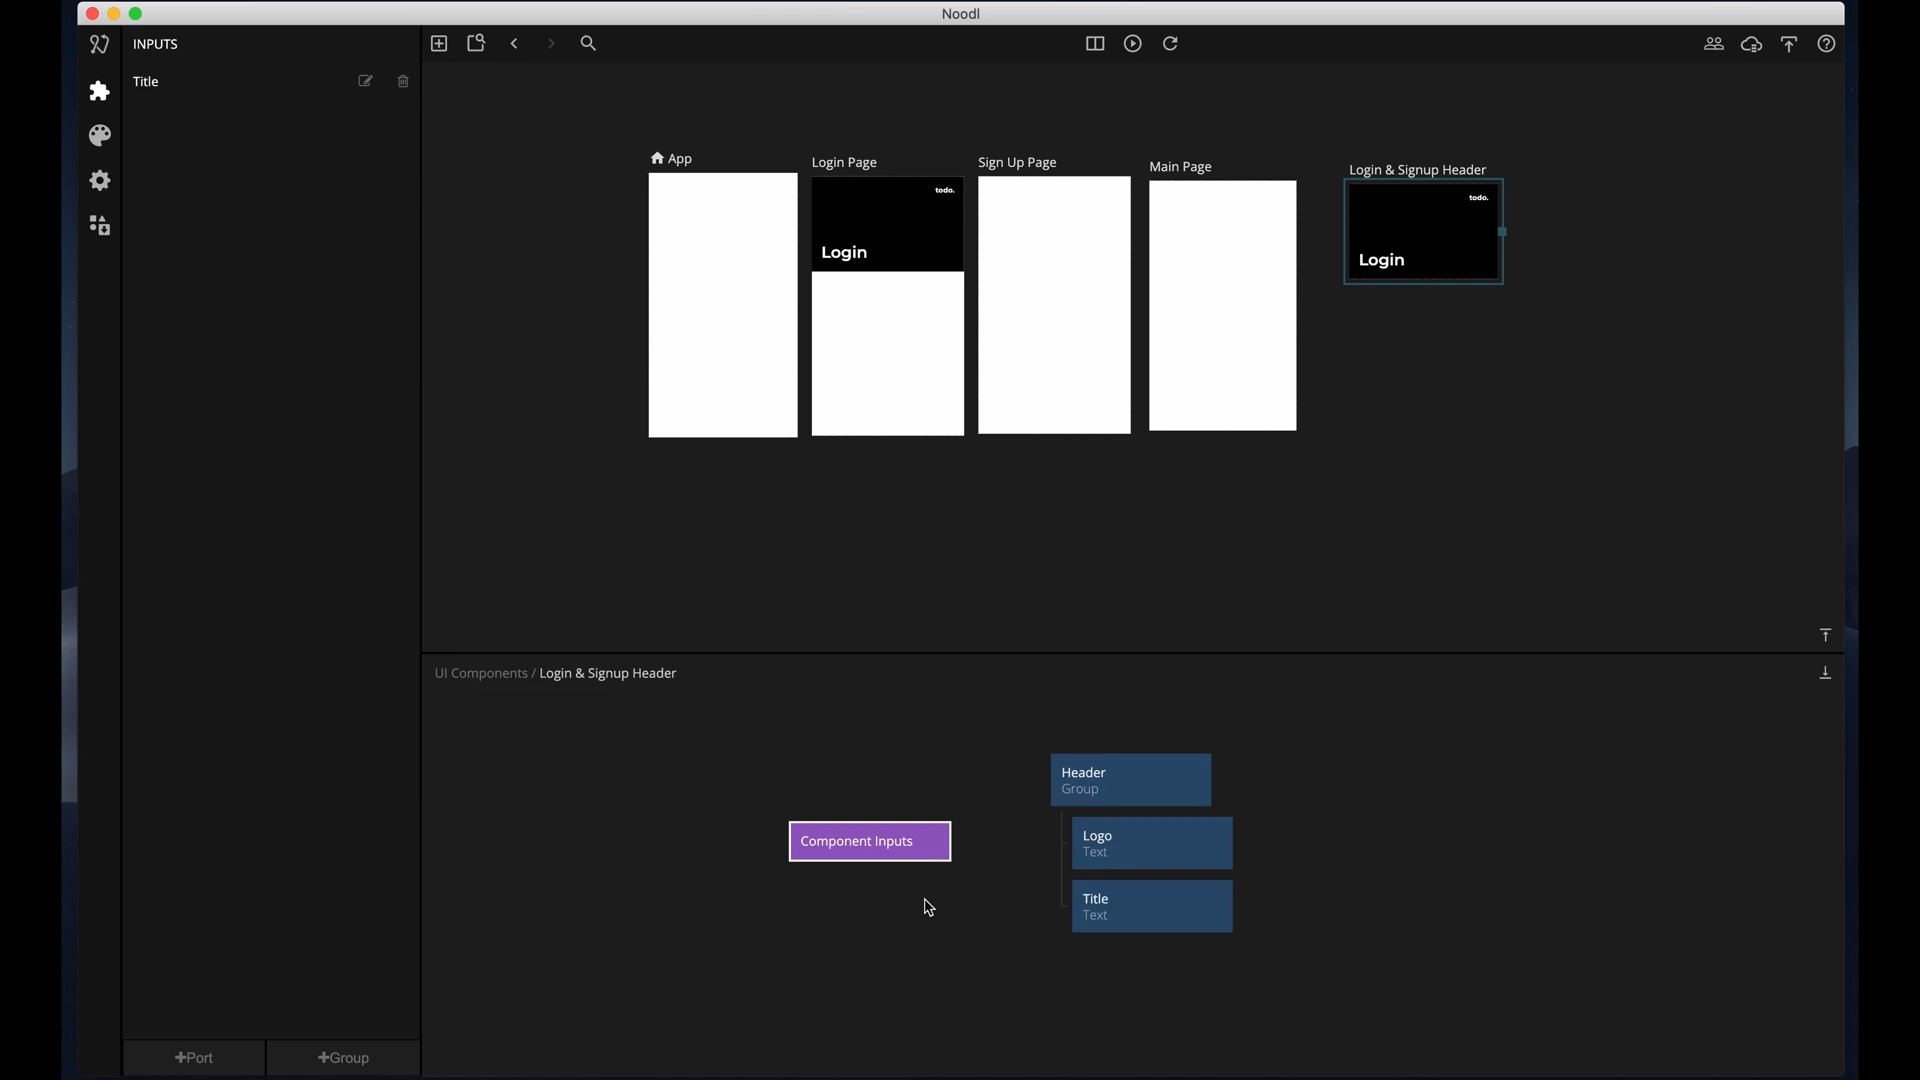 Noodl
INPUTS
Title
App
Login Page
Sign Up Page
Main Page
Login & Signup Header
todo.
Login
todo.
Login
UI Components / Login & Signup Header
Header
Group
Component Inputs
Logo
Text
Title
Text
+Port
+Group